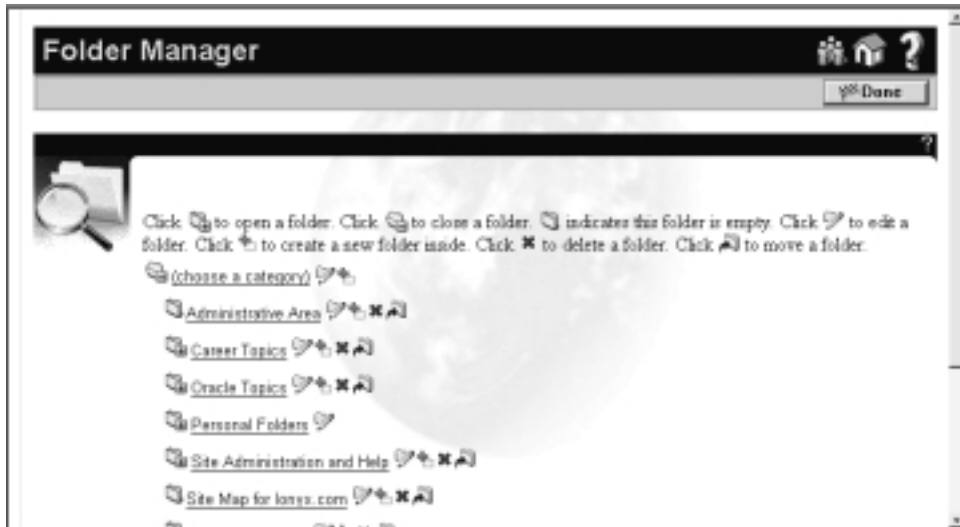 Folder Manager
?
Done
?
Click to open a folder. Click to close a folder. indicates this folder is empty. Click to edit a
folder. Click to create a new folder inside. Click to delete a folder. Click to move a folder.
(choose a category)
Administrative Area
Career Topics
Oracle Topics
Personal Folders
Site Administration and Help
Site Map for Ionyx.com